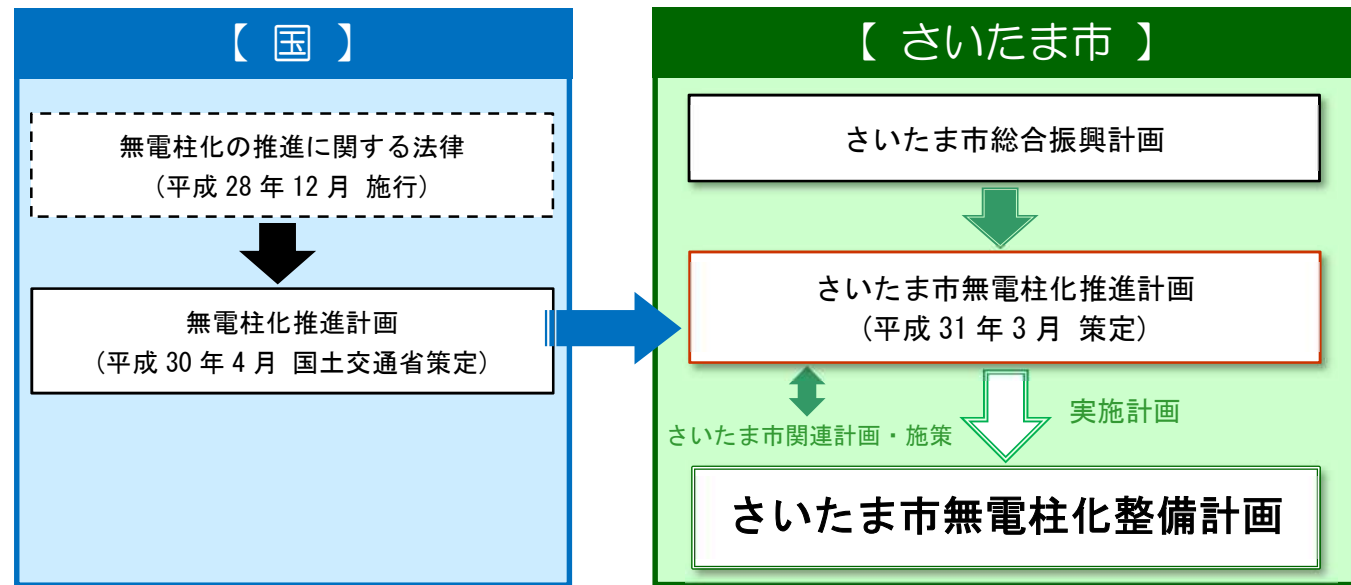 【 国 】
無電柱化の推進に関する法律
（平成 28 年 12 月 施行）
無電柱化推進計画
（平成 30 年 4 月 国土交通省策定）
【 さいたま市 】
さいたま市総合振興計画
さいたま市無電柱化推進計画
（平成 31 年 3 月 策定）
さいたま市関連計画・施策
実施計画
さいたま市無電柱化整備計画